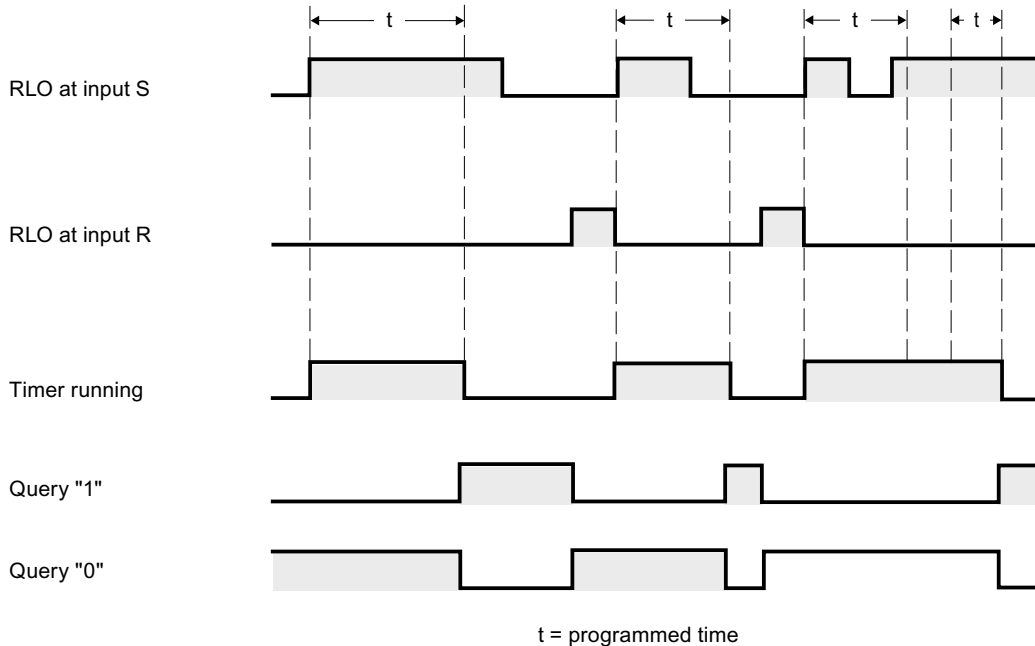 t t t t
RLO at input S
RLO at input R
Timer running
Query "1"
Query "0"
t = programmed time